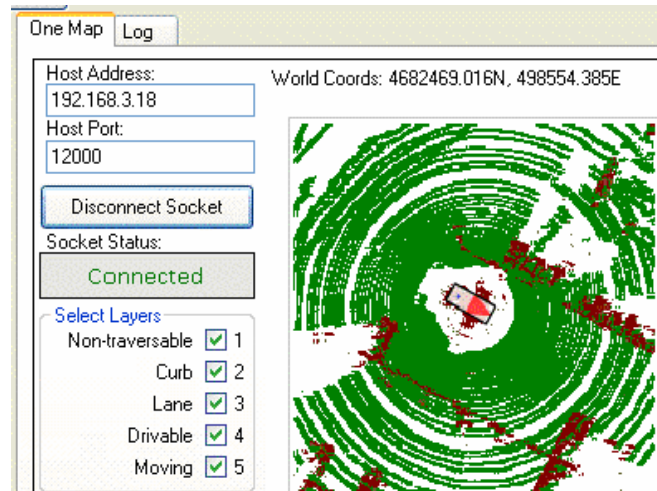 One Map Log
Host Address:
World Coords: 4682469.016N, 498554.385E
192.168.3.18
Host Port:
12000
Disconnect Socket
Socket Status:
Connected
Select Layers
Non-traversable 1
Curb 2
Lane 3
Drivable 4
Moving 5